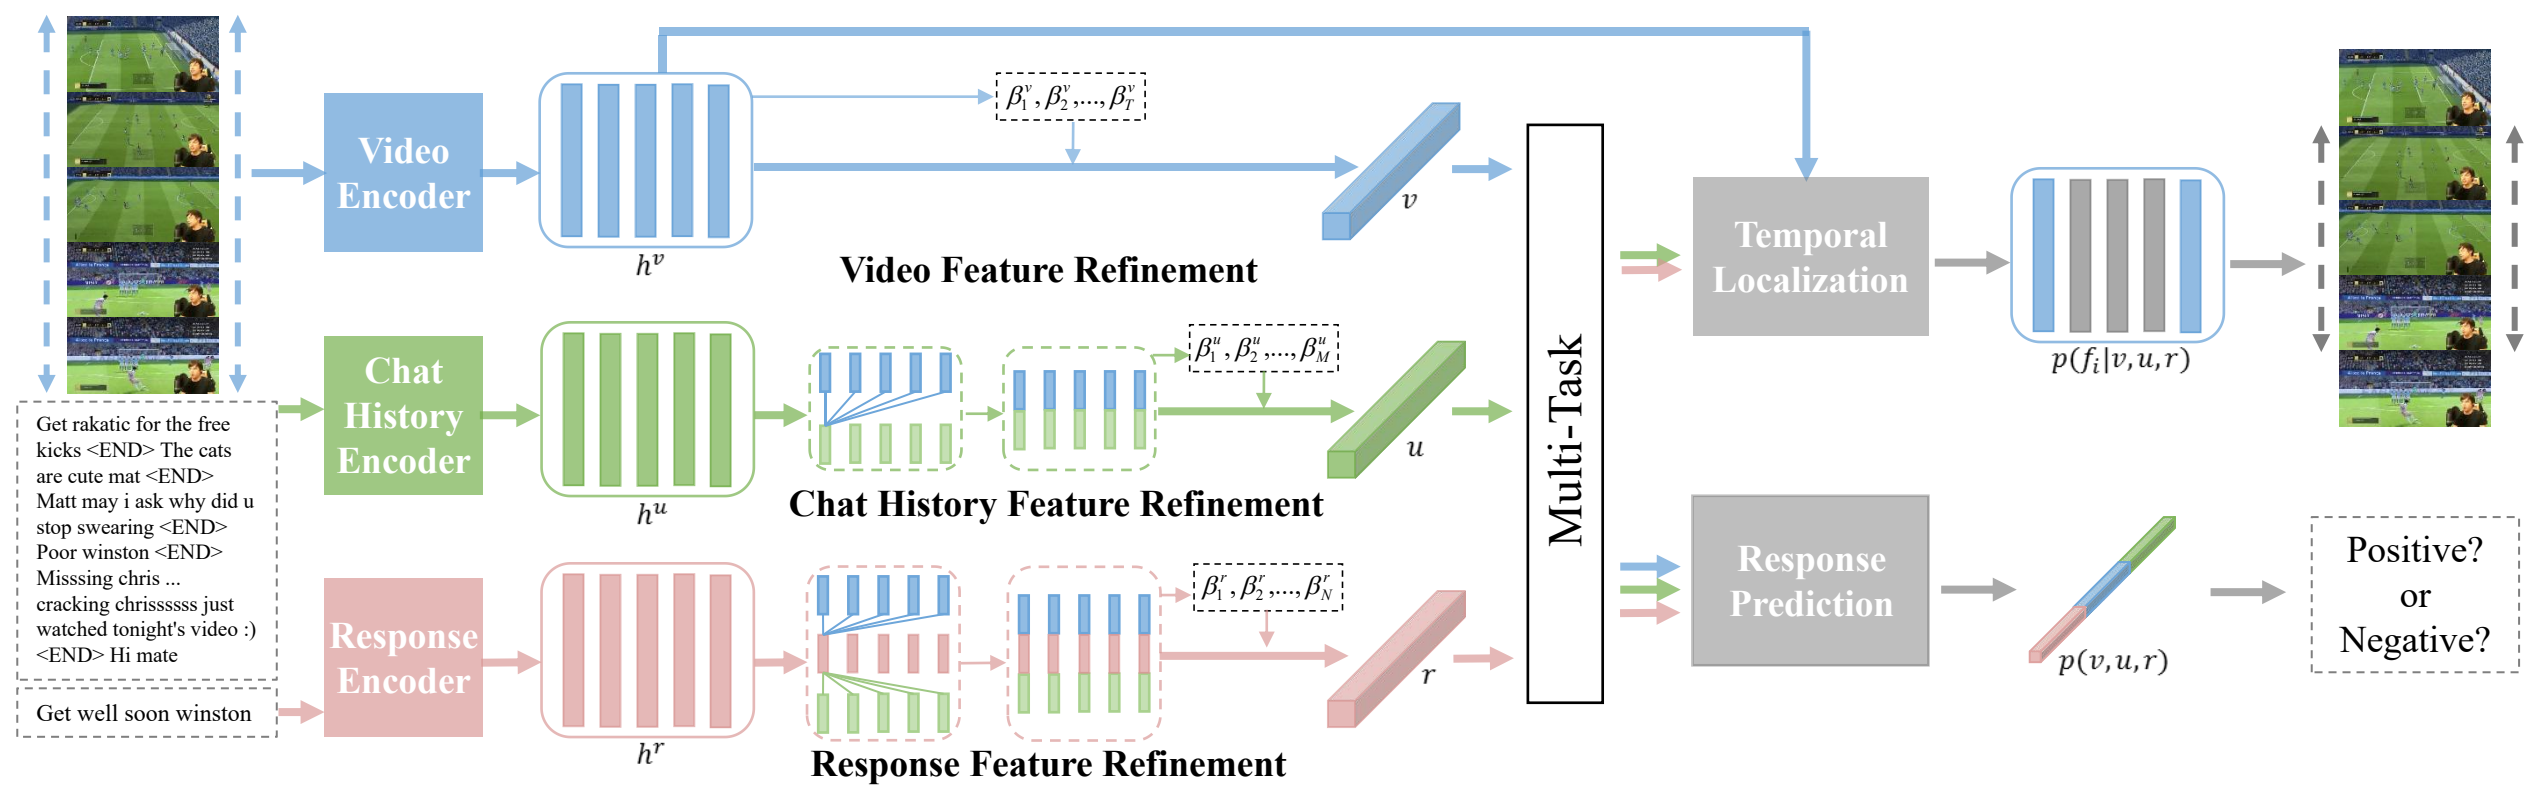 Video
Encoder
h^v
β_1^v, β_2^v,..., β_T^v
v
Video Feature Refinement
Chat
History
Encoder
h^u
β_1^u, β_2^u,..., β_M^u
u
Chat History Feature Refinement
Get rakatic for the free
kicks <END> The cats
are cute mat <END>
Matt may i ask why did u
stop swearing <END>
Poor winston <END>
Misssing chris ...
cracking chrissssss just
watched tonight's video :)
<END> Hi mate
Get well soon winston
Response
Encoder
h^r
β_1^r, β_2^r,..., β_N^r
r
Response Feature Refinement
Multi-Task
Temporal
Localization
p(f_i|v,u,r)
Response
Prediction
p(v,u,r)
Positive?
or
Negative?